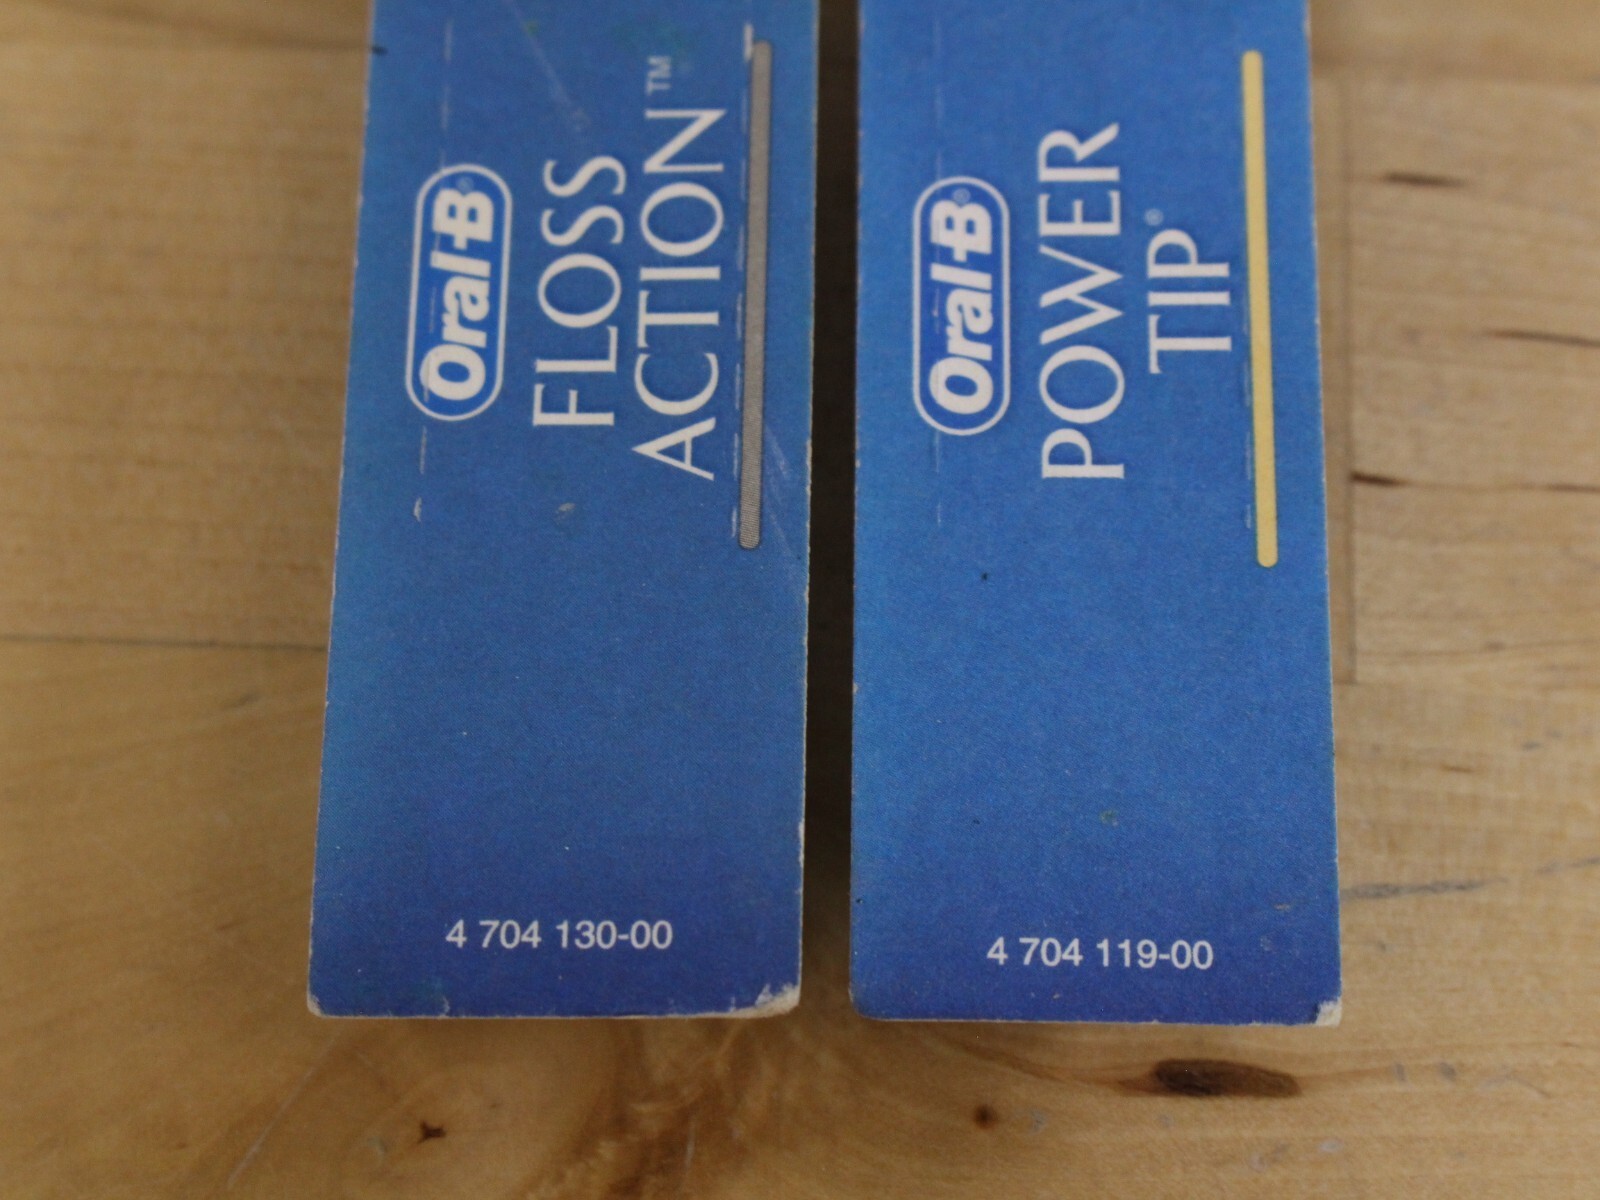 Oral-B®
FLOSS
ACTION™
4 704 130-00
Oral-B®
POWER
TIP®
4 704 119-00